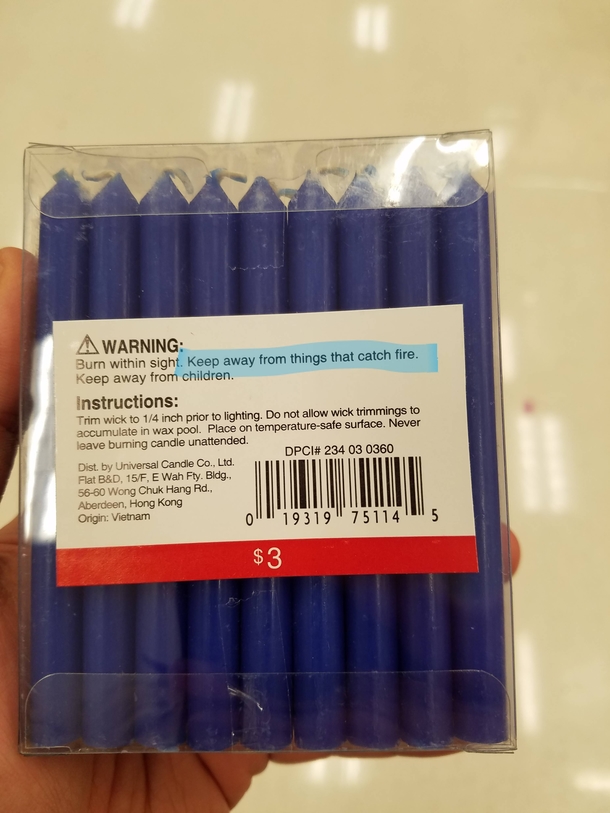 WARNING:
Burn within sight. Keep away from things that catch fire.
Keep away from children.
Instructions:
Trim wick to 1/4 inch prior to lighting. Do not allow wick trimmings to
accumulate in wax pool. Place on temperature-safe surface. Never
leave burning candle unattended.
Dist. by Universal Candle Co., Ltd.
Flat B&D, 15/F, E Wah Fty. Bldg.,
56-60 Wong Chuk Hang Rd.,
Aberdeen, Hong Kong
Origin: Vietnam
DPCI# 234 03 0360
0 19319 75114 5
$3